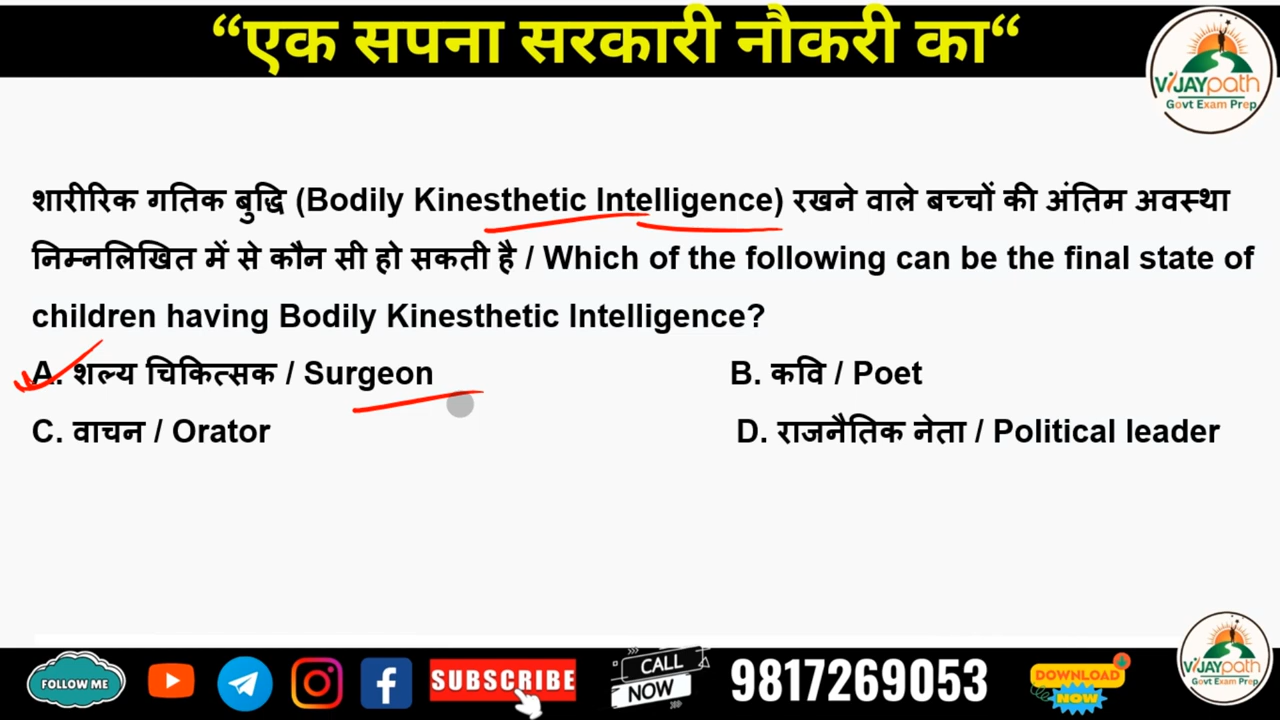 “एक सपना सरकारी नौकरी का“
ViJAYpath
Govt Exam Prep
शारीरिक गतिक बुद्धि (Bodily Kinesthetic Intelligence) रखने वाले बच्चों की अंतिम अवस्था
निम्नलिखित में से कौन सी हो सकती है / Which of the following can be the final state of
children having Bodily Kinesthetic Intelligence?
A. शल्य चिकित्सक / Surgeon
B. कवि / Poet
C. वाचन / Orator
D. राजनैतिक नेता / Political leader
FOLLOW ME
SUBSCRIBE
CALL
NOW
9817269053
DOWNLOAD
NOW
ViJAYpath
Govt Exam Prep